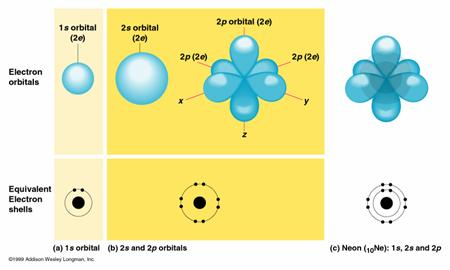 1s orbital
(2e)
2s orbital
(2e)
2p orbital (2e)
2p (2e)
2p (2e)
Electron
orbitals
x
y
z
Equivalent
Electron
shells
(a) 1s orbital
(b) 2s and 2p orbitals
(c) Neon (₁₀Ne): 1s, 2s and 2p
©1999 Addison Wesley Longman, Inc.